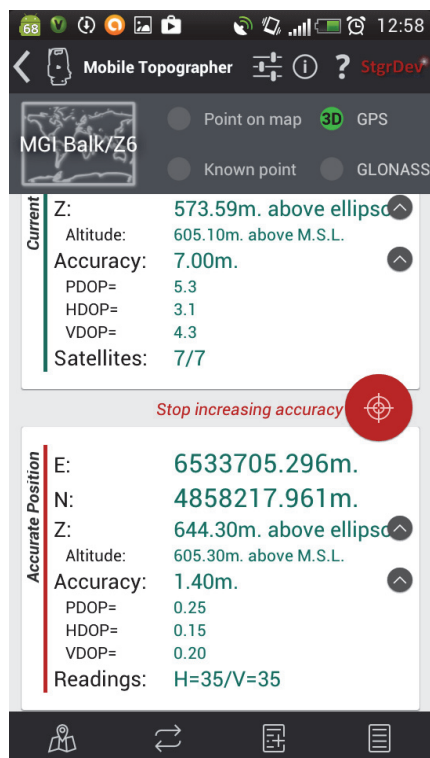 68 12:58
Mobile Topographer ? StgrDev
MGI Balk/Z6
Point on map 3D GPS
Known point GLONASS
Current
Z: 573.59m. above ellipso
Altitude: 605.10m. above M.S.L.
Accuracy: 7.00m.
PDOP= 5.3
HDOP= 3.1
VDOP= 4.3
Satellites: 7/7
Stop increasing accuracy
Accurate Position
E: 6533705.296m.
N: 4858217.961m.
Z: 644.30m. above ellipso
Altitude: 605.30m. above M.S.L.
Accuracy: 1.40m.
PDOP= 0.25
HDOP= 0.15
VDOP= 0.20
Readings: H=35/V=35